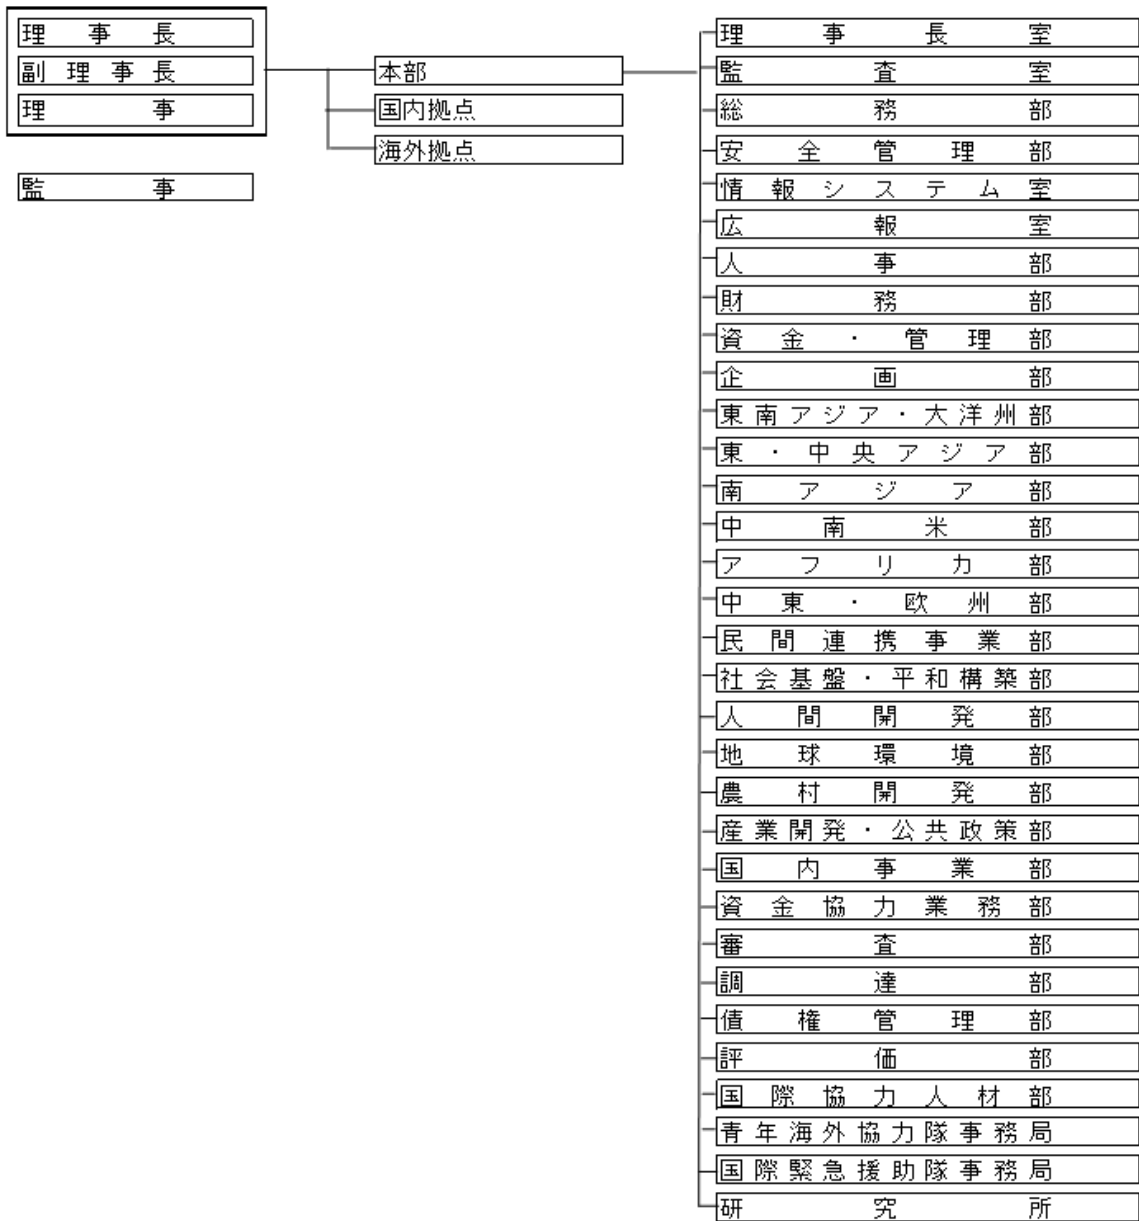 理事長
副理事長
理事
監事
本部
国内拠点
海外拠点
理事長室
監査室
総務部
安全管理部
情報システム室
広報室
人事部
財務部
資金・管理部
企画部
東南アジア・大洋州部
東・中央アジア部
南アジア部
中南米部
アフリカ部
中東・欧州部
民間連携事業部
社会基盤・平和構築部
人間開発部
地球環境部
農村開発部
産業開発・公共政策部
国内事業部
資金協力業務部
審査部
調達部
債権管理部
評価部
国際協力人材部
青年海外協力隊事務局
国際緊急援助隊事務局
研究所